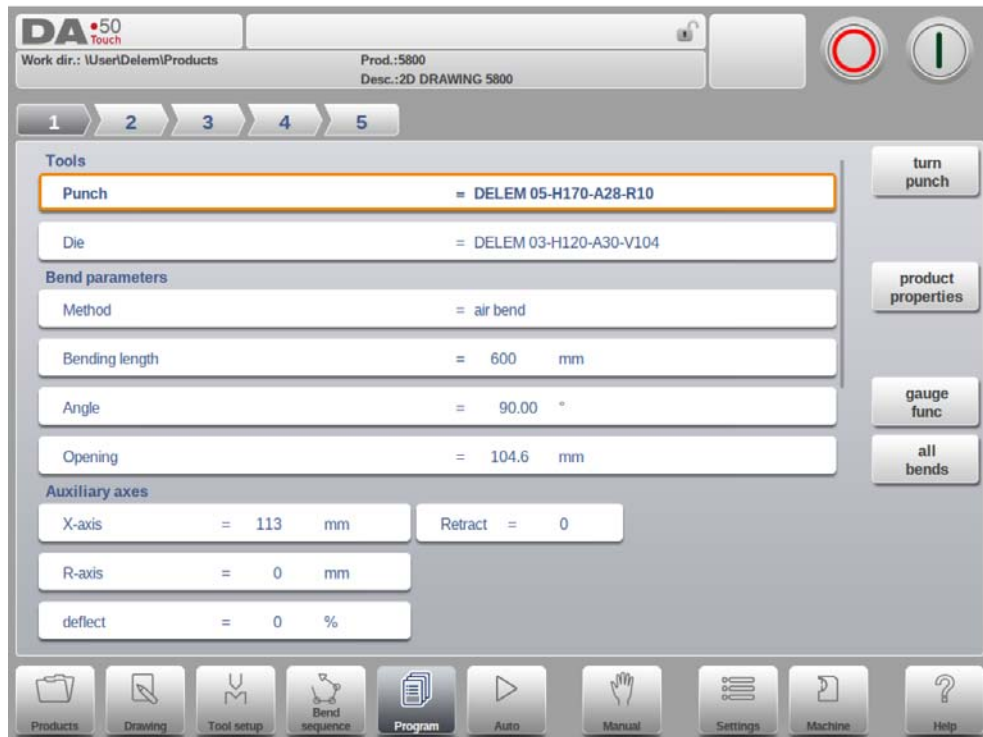 DA•50
Touch
Work dir.: \User\Delem\Products
Prod.:5800
Desc.:2D DRAWING 5800
1 2 3 4 5
Tools
Punch = DELEM 05-H170-A28-R10
Die = DELEM 03-H120-A30-V104
Bend parameters
Method = air bend
Bending length = 600 mm
Angle = 90.00 °
Opening = 104.6 mm
Auxiliary axes
X-axis = 113 mm Retract = 0
R-axis = 0 mm
deflect = 0 %
turn
punch
product
properties
gauge
func
all
bends
Products
Drawing
Tool setup
Bend
sequence
Program
Auto
Manual
Settings
Machine
Help